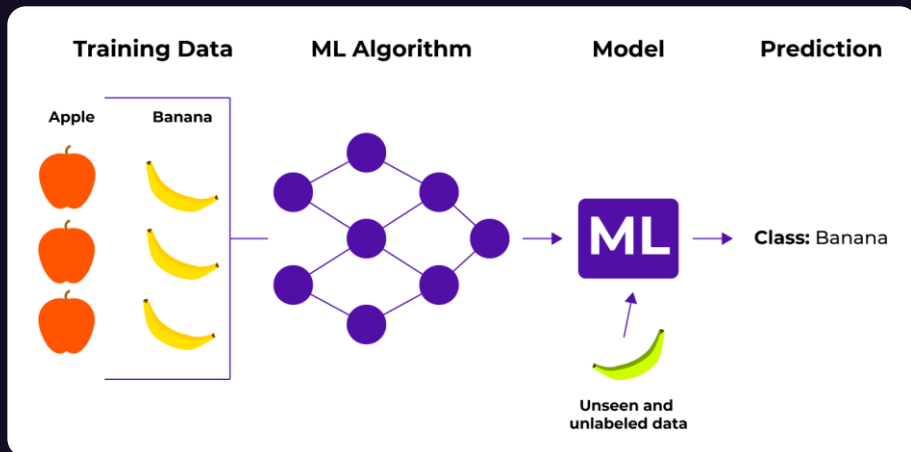 Training Data
ML Algorithm
Model
Prediction
Apple
Banana
ML
Class: Banana
Unseen and
unlabeled data